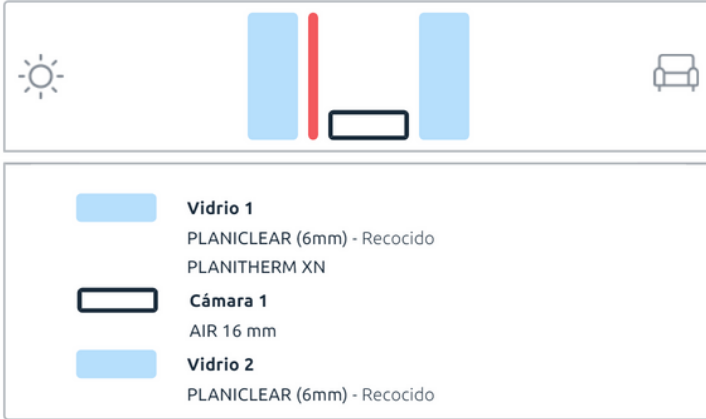 Vidrio 1
PLANICLEAR (6mm) - Recocido
PLANITHERM XN
Cámara 1
AIR 16 mm
Vidrio 2
PLANICLEAR (6mm) - Recocido